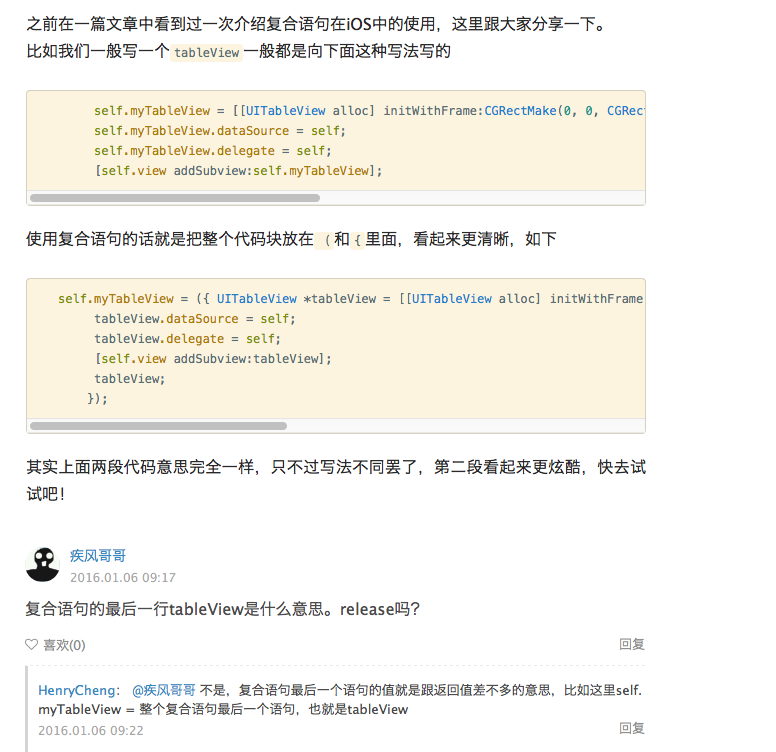 之前在一篇文章中看到过一次介绍复合语句在iOS中的使用，这里跟大家分享一下。
比如我们一般写一个tableView一般都是向下面这种写法写的
self.myTableView = [[UITableView alloc] initWithFrame:CGRectMake(0, 0, CGRec
self.myTableView.dataSource = self;
self.myTableView.delegate = self;
[self.view addSubview:self.myTableView];
使用复合语句的话就是把整个代码块放在 ( 和 { 里面，看起来更清晰，如下
self.myTableView = ({ UITableView *tableView = [[UITableView alloc] initWithFrame
tableView.dataSource = self;
tableView.delegate = self;
[self.view addSubview:tableView];
tableView;
});
其实上面两段代码意思完全一样，只不过写法不同罢了，第二段看起来更炫酷，快去试
试吧！
疾风哥哥
2016.01.06 09:17
复合语句的最后一行tableView是什么意思。release吗？
喜欢(0) 回复
HenryCheng： @疾风哥哥 不是，复合语句最后一个语句的值就是跟返回值差不多的意思，比如这里self.
myTableView = 整个复合语句最后一个语句，也就是tableView
2016.01.06 09:22 回复